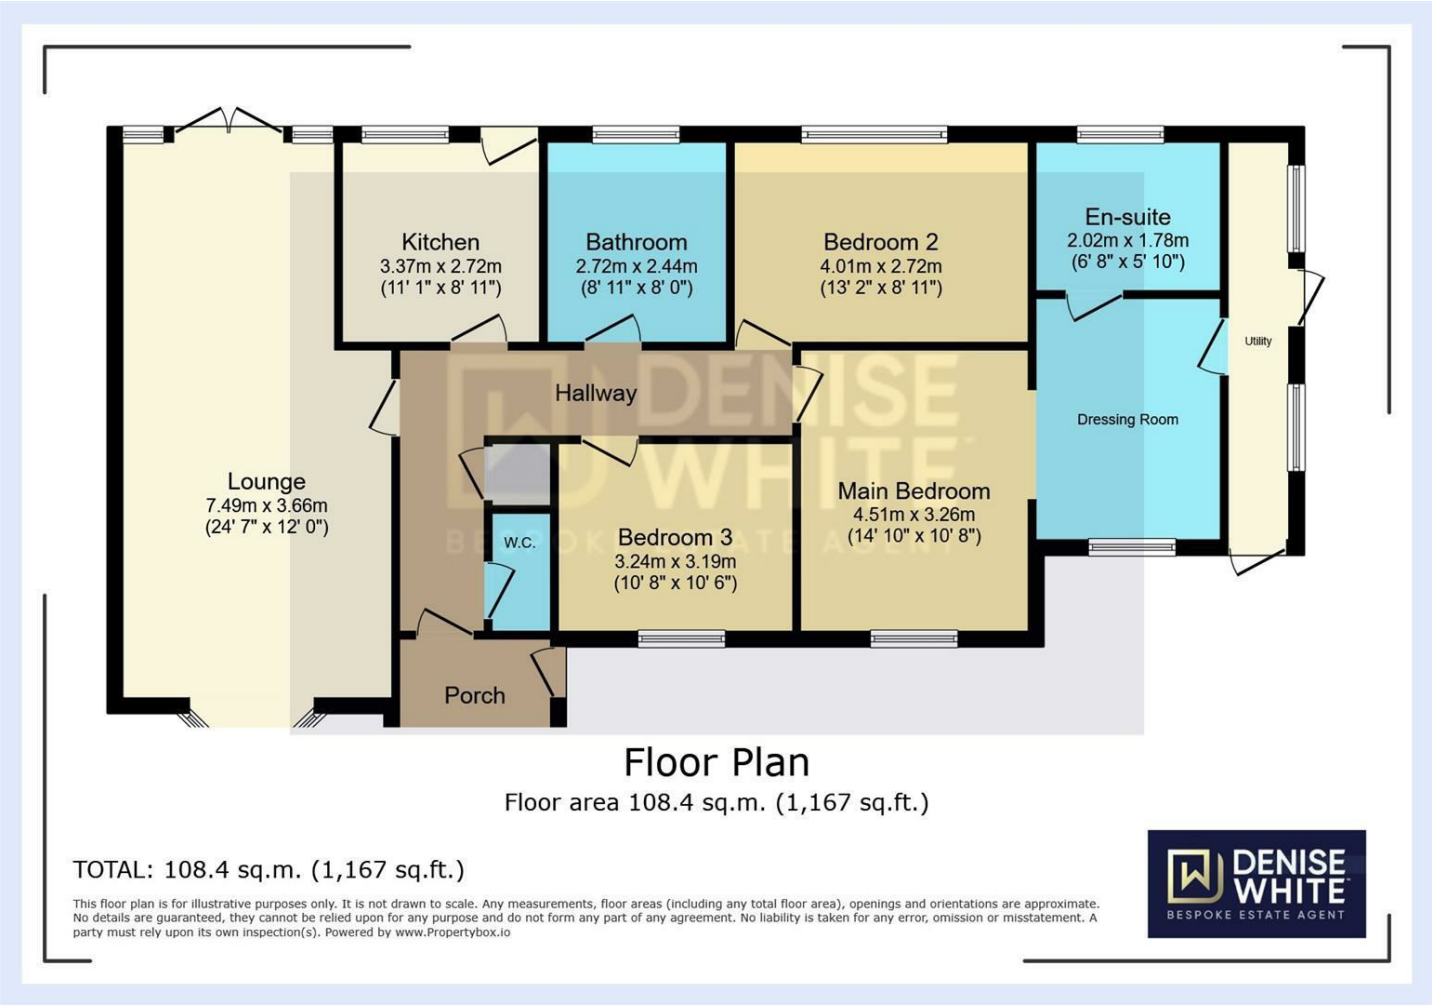 Kitchen
3.37m x 2.72m
(11' 1" x 8' 11")
Bathroom
2.72m x 2.44m
(8' 11" x 8' 0")
Bedroom 2
4.01m x 2.72m
(13' 2" x 8' 11")
En-suite
2.02m x 1.78m
(6' 8" x 5' 10")
Utility
Hallway
Dressing Room
DENISE
WHITE
BESPOKE ESTATE AGENT
Lounge
7.49m x 3.66m
(24' 7" x 12' 0")
Main Bedroom
4.51m x 3.26m
(14' 10" x 10' 8")
W.C.
Bedroom 3
3.24m x 3.19m
(10' 8" x 10' 6")
Porch
Floor Plan
Floor area 108.4 sq.m. (1,167 sq.ft.)
TOTAL: 108.4 sq.m. (1,167 sq.ft.)
This floor plan is for illustrative purposes only. It is not drawn to scale. Any measurements, floor areas (including any total floor area), openings and orientations are approximate.
No details are guaranteed, they cannot be relied upon for any purpose and do not form any part of any agreement. No liability is taken for any error, omission or misstatement. A
party must rely upon its own inspection(s). Powered by www.Propertybox.io
DENISE
WHITE
BESPOKE ESTATE AGENT